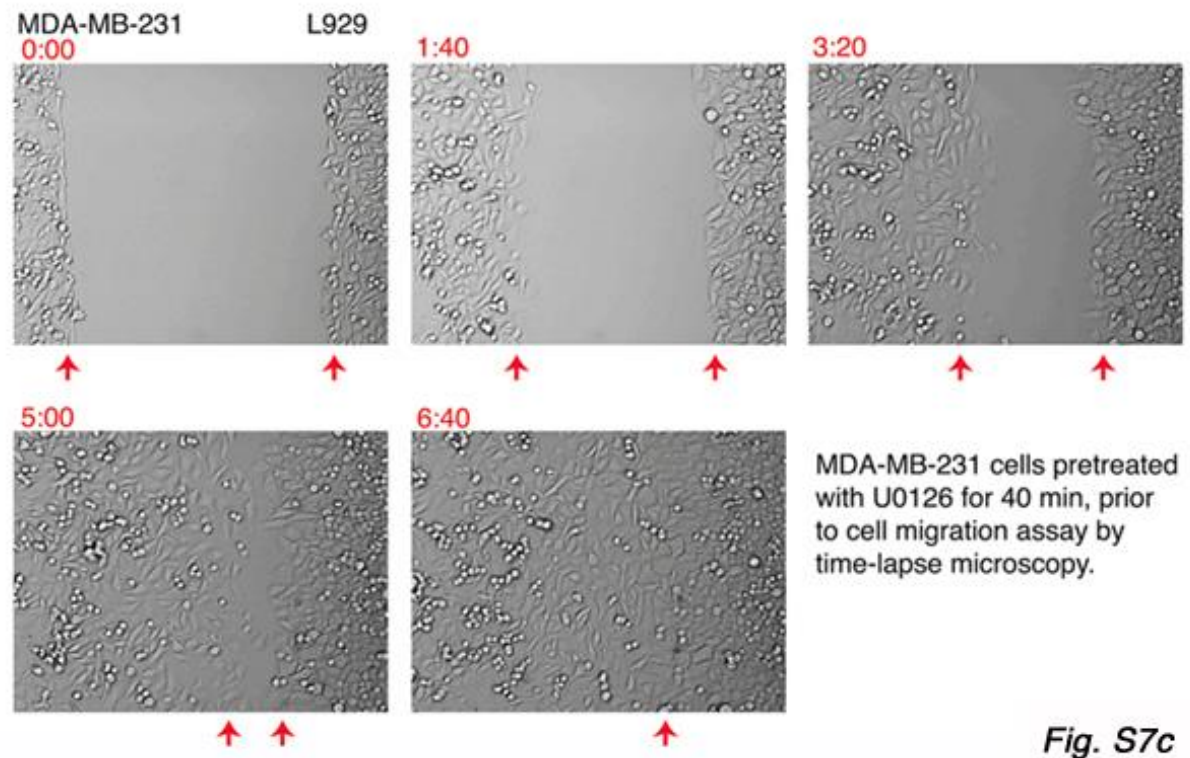 MDA-MB-231 L929
0:00 1:40 3:20
5:00 6:40
MDA-MB-231 cells pretreated
with U0126 for 40 min, prior
to cell migration assay by
time-lapse microscopy.
Fig. S7c